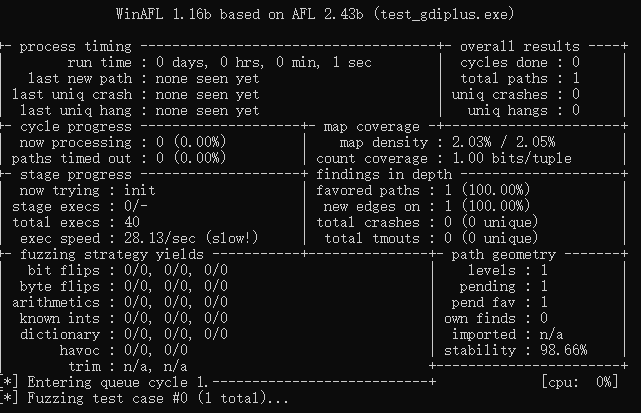 WinAFL 1.16b based on AFL 2.43b (test_gdiplus.exe)
+- process timing -------------------------------------+- overall results ----+
| run time : 0 days, 0 hrs, 0 min, 1 sec | cycles done : 0 |
| last new path : none seen yet | total paths : 1 |
| last uniq crash : none seen yet | uniq crashes : 0 |
| last uniq hang : none seen yet | uniq hangs : 0 |
+- cycle progress --------------------+- map coverage -+----------------------+
| now processing : 0 (0.00%) | map density : 2.03% / 2.05% |
| paths timed out : 0 (0.00%) | count coverage : 1.00 bits/tuple |
+- stage progress --------------------+ findings in depth --------------------+
| now trying : init | favored paths : 1 (100.00%) |
| stage execs : 0/- | new edges on : 1 (100.00%) |
| total execs : 40 | total crashes : 0 (0 unique) |
| exec speed : 28.13/sec (slow!) | total tmouts : 0 (0 unique) |
+- fuzzing strategy yields -----------+---------------+- path geometry -------+
| bit flips : 0/0, 0/0, 0/0 | levels : 1 |
| byte flips : 0/0, 0/0, 0/0 | pending : 1 |
| arithmetics : 0/0, 0/0, 0/0 | pend fav : 1 |
| known ints : 0/0, 0/0, 0/0 | own finds : 0 |
| dictionary : 0/0, 0/0, 0/0 | imported : n/a |
| havoc : 0/0, 0/0 | stability : 98.66% |
| trim : n/a, n/a +-----------------------+
[*] Entering queue cycle 1.---------------------------+ [cpu: 0%]
[*] Fuzzing test case #0 (1 total)...